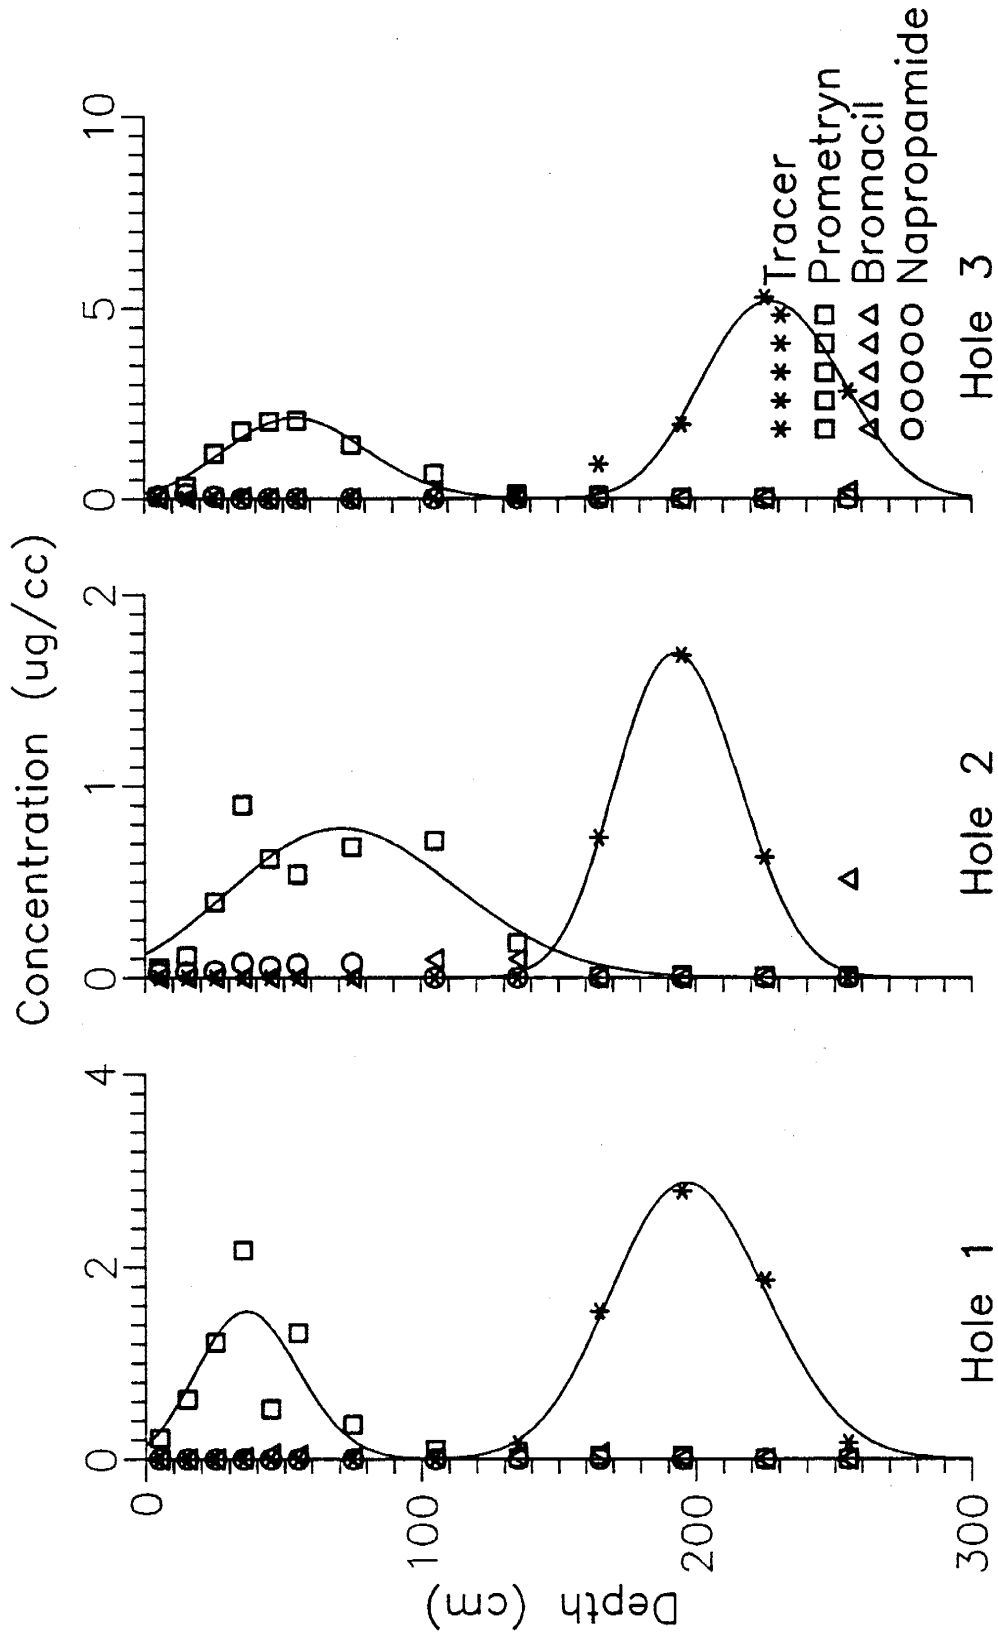 Concentration (ug/cc)
0 2 4
0 1 2
0 5 10
Depth (cm)
0
100
200
300
Tracer
Prometryn
Bromacil
Napropamide
Hole 1
Hole 2
Hole 3